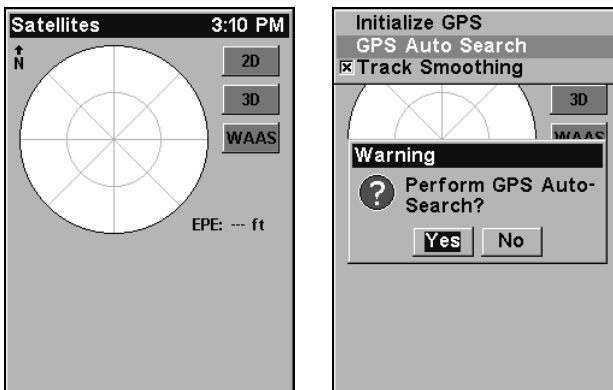 Satellites 3:10 PM
N
2D
3D
WAAS
EPE: --- ft
Initialize GPS
GPS Auto Search
Track Smoothing
3D
WAAS
Warning
? Perform GPS Auto-
Search?
Yes No